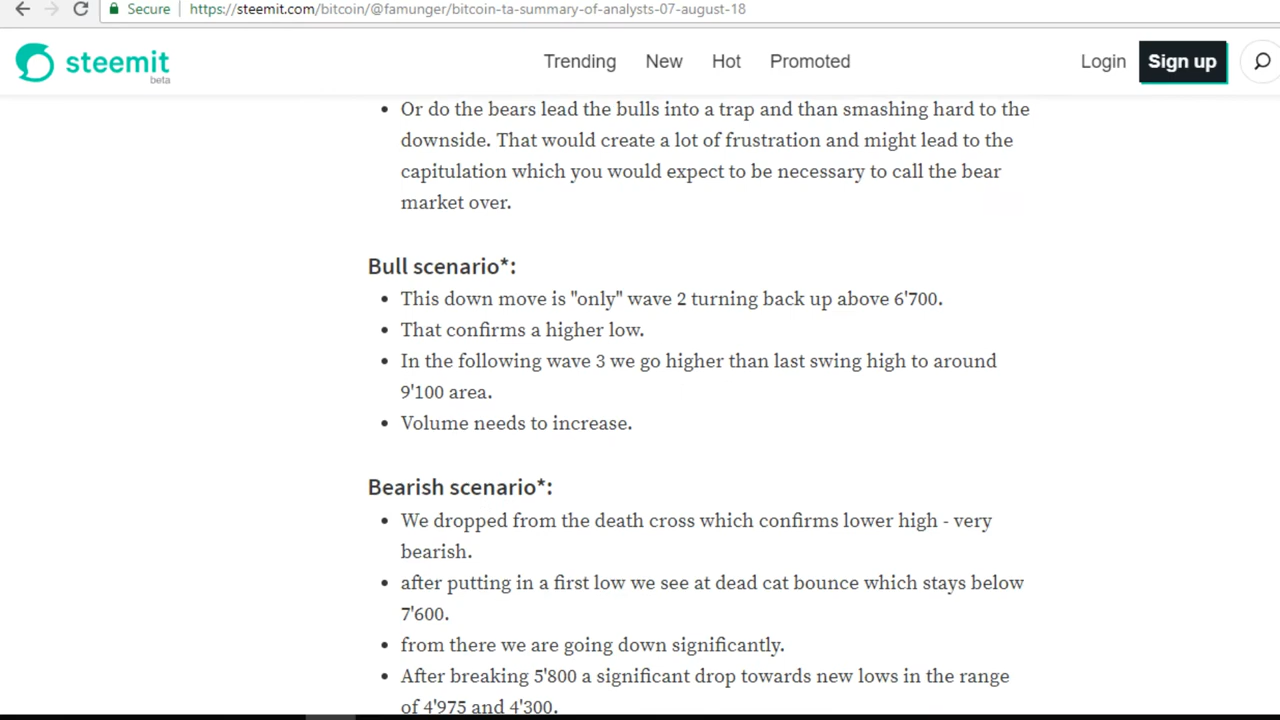 Secure
https://steemit.com/bitcoin/@famunger/bitcoin-ta-summary-of-analysts-07-august-18
steemit
beta
Trending New Hot Promoted
Login Sign up
Or do the bears lead the bulls into a trap and than smashing hard to the
downside. That would create a lot of frustration and might lead to the
capitulation which you would expect to be necessary to call the bear
market over.
Bull scenario*:
This down move is "only" wave 2 turning back up above 6'700.
That confirms a higher low.
In the following wave 3 we go higher than last swing high to around
9'100 area.
Volume needs to increase.
Bearish scenario*:
We dropped from the death cross which confirms lower high - very
bearish.
after putting in a first low we see at dead cat bounce which stays below
7'600.
from there we are going down significantly.
After breaking 5'800 a significant drop towards new lows in the range
of 4'975 and 4'300.